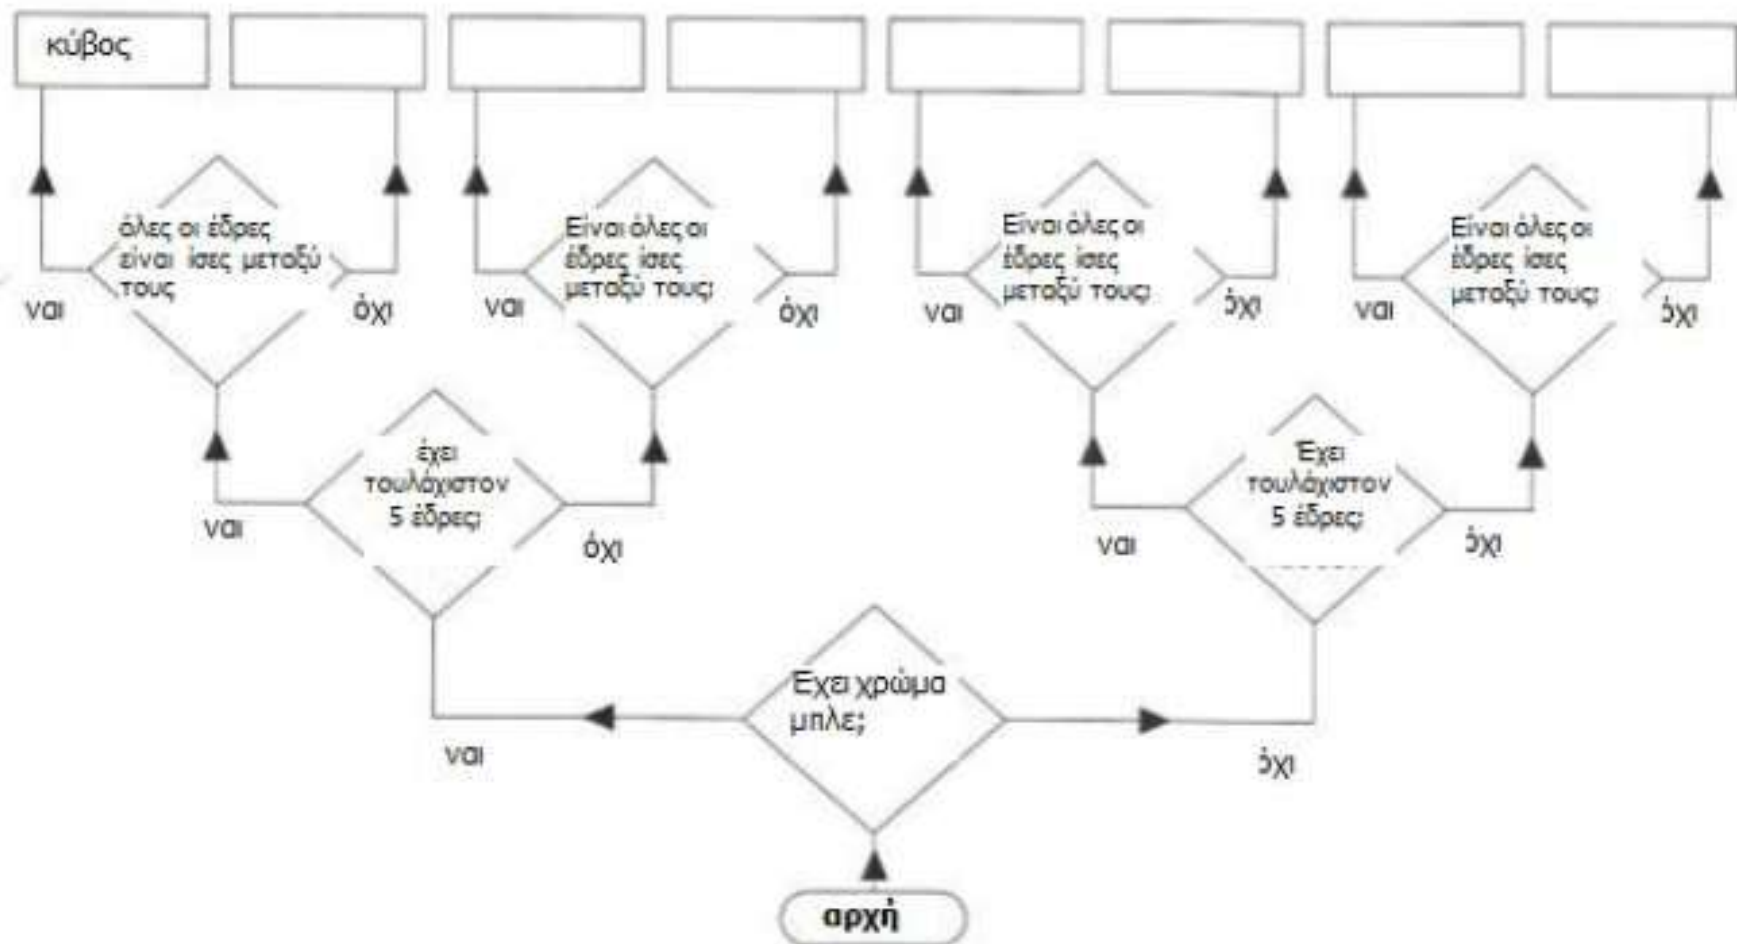 κύβος
όλες οι έδρες
είναι ίσες μεταξύ
τους
Είναι όλες οι
έδρες ίσες
μεταξύ τους;
Είναι όλες οι
έδρες ίσες
μεταξύ τους;
Είναι όλες οι
έδρες ίσες
μεταξύ τους;
ναι
όχι
ναι
όχι
ναι
όχι
ναι
όχι
έχει
τουλάχιστον
5 έδρες;
Έχει
τουλάχιστον
5 έδρες;
ναι
όχι
ναι
όχι
Έχει χρώμα
μπλε;
ναι
όχι
αρχή